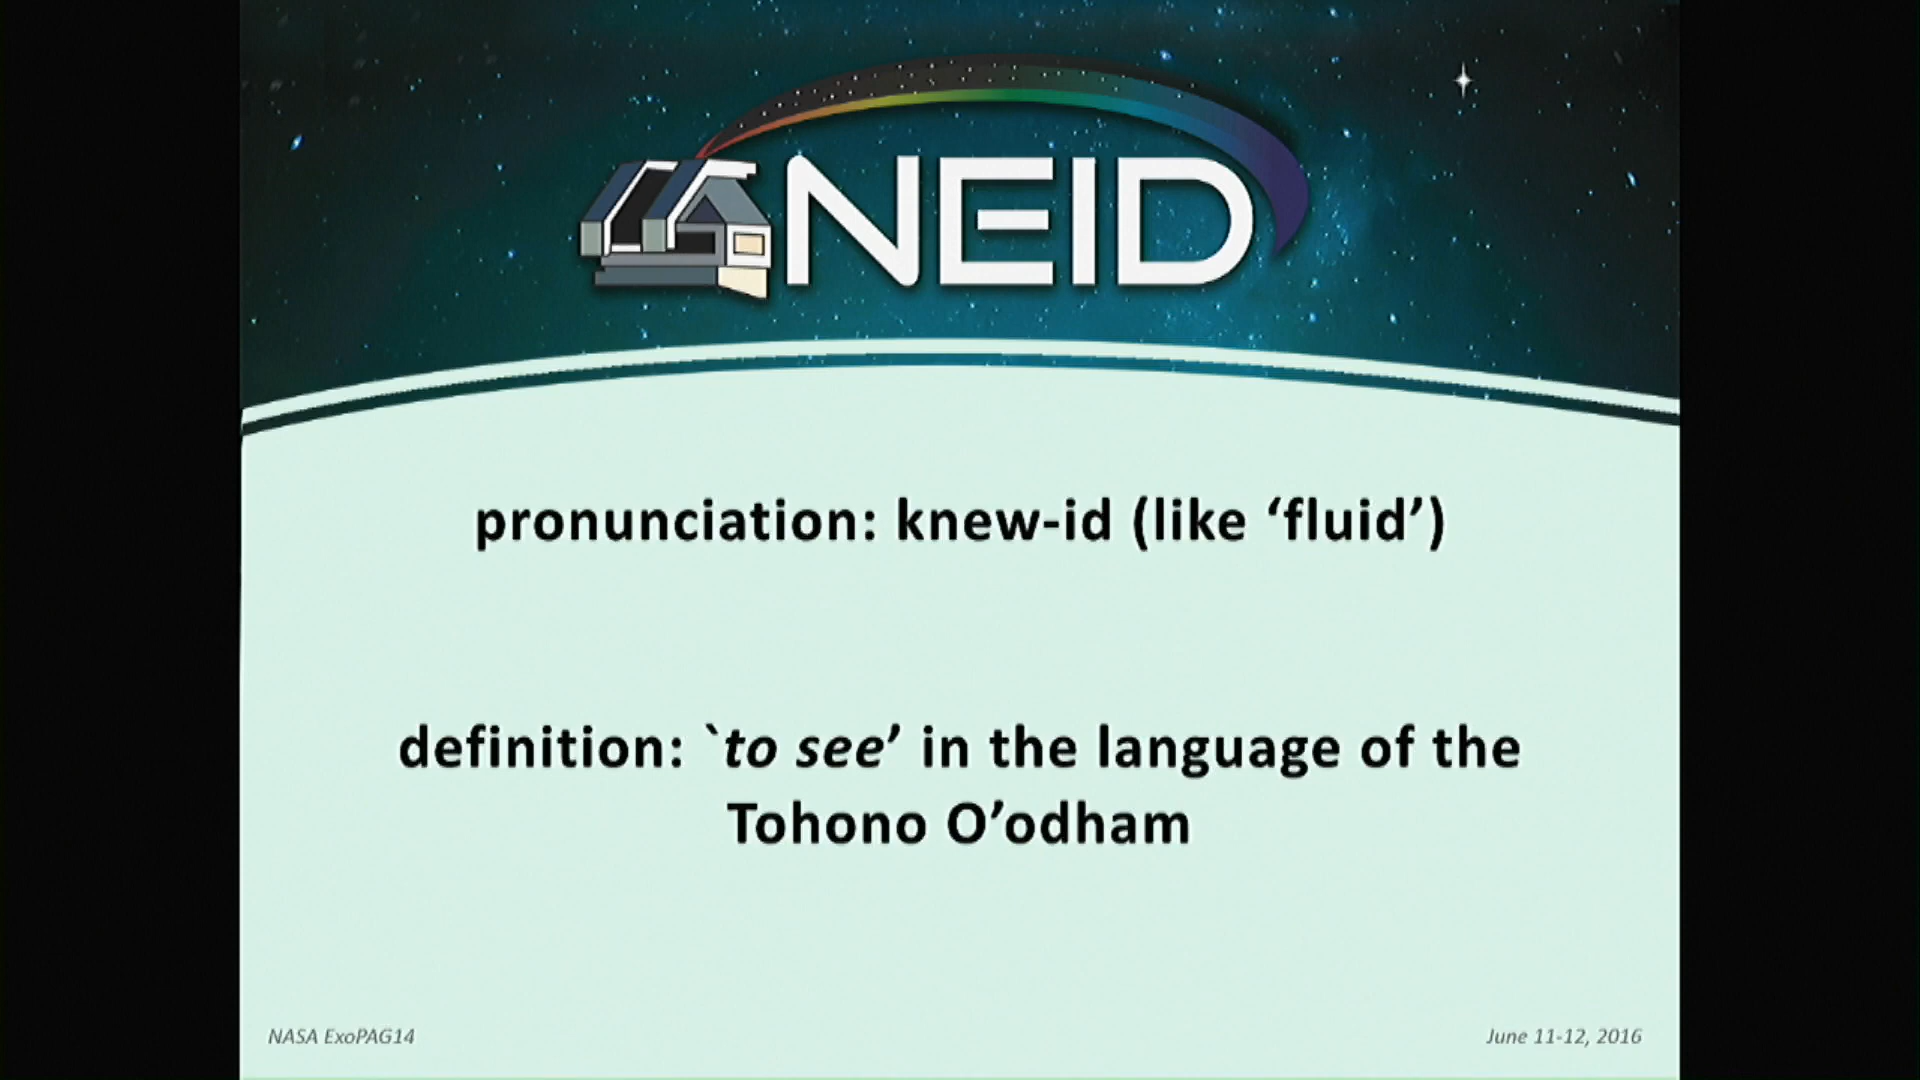 NEID
pronunciation: knew-id (like ‘fluid’)
definition: `to see’ in the language of the
Tohono O’odham
NASA ExoPAG14
June 11-12, 2016